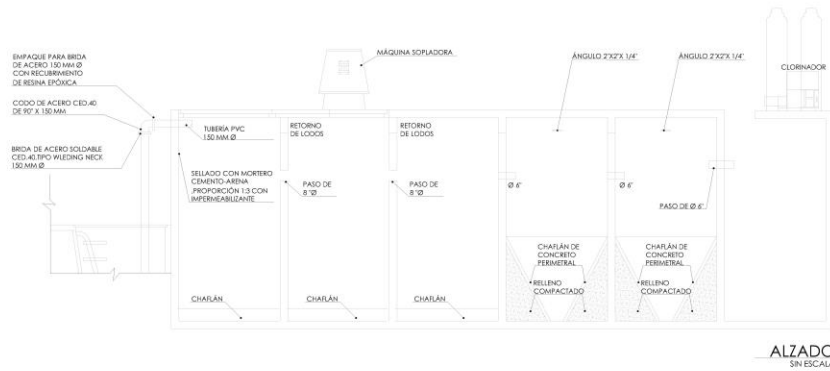 EMPAQUE PARA BRIDA
DE ACERO 150 MM Ø
CON RECUBRIMIENTO
DE RESINA EPÓXICA
CODO DE ACERO CED.40
DE 90° X 150 MM
BRIDA DE ACERO SOLDABLE
CED.40.TIPO WLEDING NECK
150 MM Ø
TUBERÍA PVC
150 MM Ø
SELLADO CON MORTERO
CEMENTO-ARENA
.PROPORCIÓN 1:3 CON
IMPERMEABILIZANTE
CHAFLÁN
MÁQUINA SOPLADORA
RETORNO
DE LODOS
PASO DE
8 "Ø
CHAFLÁN
RETORNO
DE LODOS
PASO DE
8 "Ø
CHAFLÁN
ÁNGULO 2"X2"X 1/4"
Ø 6"
CHAFLÁN DE
CONCRETO
PERIMETRAL
RELLENO
COMPACTADO
ÁNGULO 2"X2"X 1/4"
Ø 6"
PASO DE Ø 6"
CHAFLÁN DE
CONCRETO
PERIMETRAL
RELLENO
COMPACTADO
CLORINADOR
ALZADO
SIN ESCALA